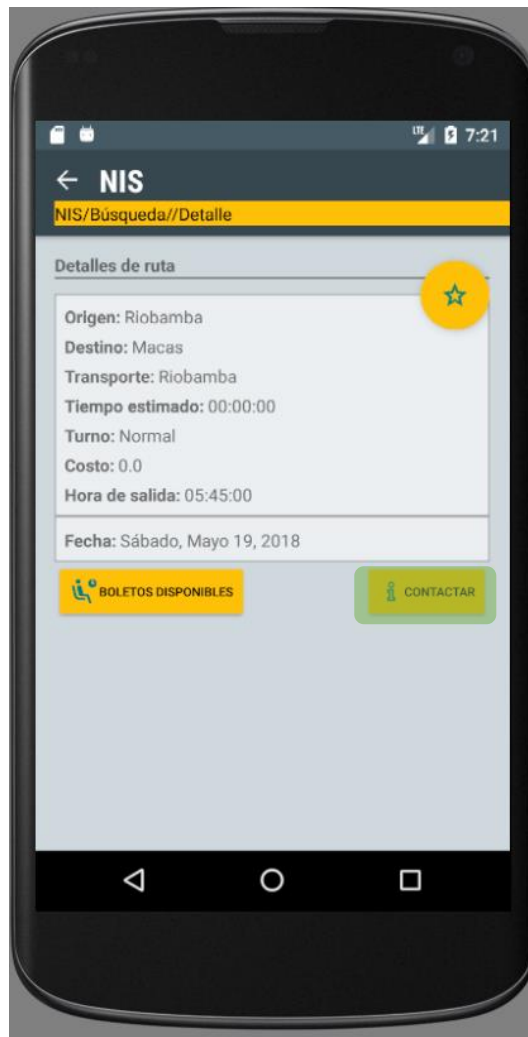 LTE 7:21
NIS
NIS/Búsqueda//Detalle
Detalles de ruta
Origen: Riobamba
Destino: Macas
Transporte: Riobamba
Tiempo estimado: 00:00:00
Turno: Normal
Costo: 0.0
Hora de salida: 05:45:00
Fecha: Sábado, Mayo 19, 2018
BOLETOS DISPONIBLES CONTACTAR